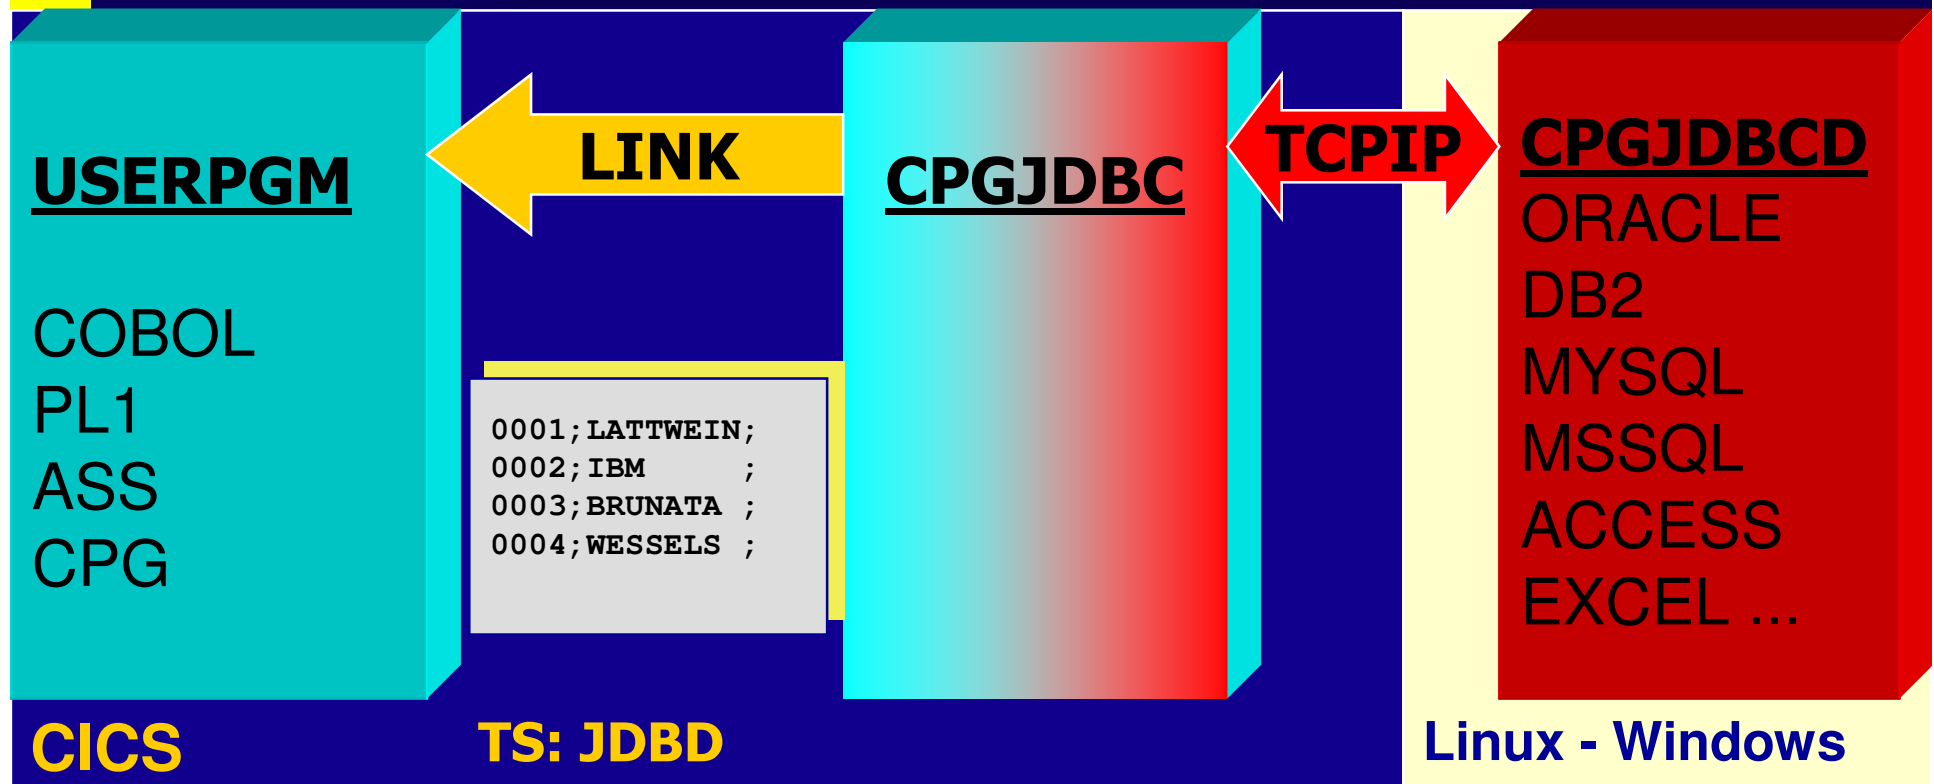 USERPGM
COBOL
PL1
ASS
CPG
CICS
LINK
0001;LATTWEIN;
0002;IBM     ;
0003;BRUNATA ;
0004;WESSELS ;
TS: JDBD
CPGJDBC
TCPIP
CPGJDBCD
ORACLE
DB2
MYSQL
MSSQL
ACCESS
EXCEL ...
Linux - Windows